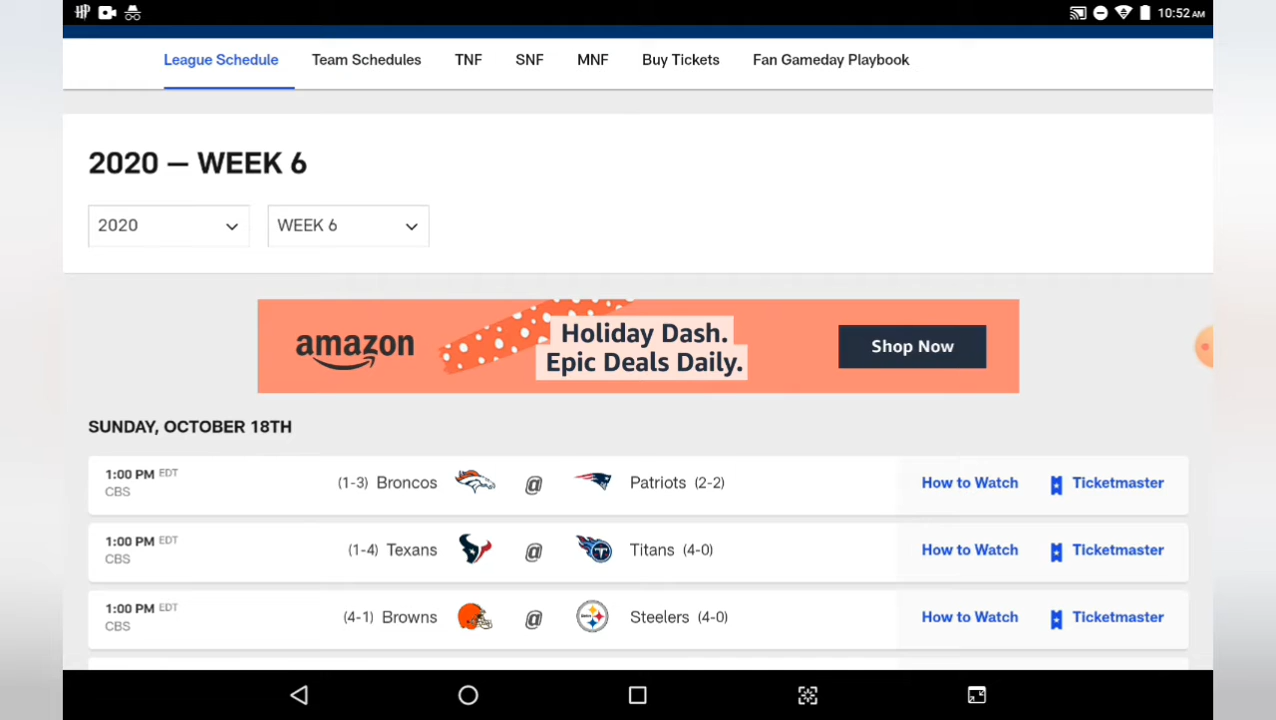 10:52 AM
League Schedule Team Schedules TNF SNF MNF Buy Tickets Fan Gameday Playbook
2020 — WEEK 6
2020 WEEK 6
amazon Holiday Dash. Shop Now
Epic Deals Daily.
SUNDAY, OCTOBER 18TH
1:00 PM EDT (1-3) Broncos @ Patriots (2-2) How to Watch Ticketmaster
CBS
1:00 PM EDT (1-4) Texans @ Titans (4-0) How to Watch Ticketmaster
CBS
1:00 PM EDT (4-1) Browns @ Steelers (4-0) How to Watch Ticketmaster
CBS